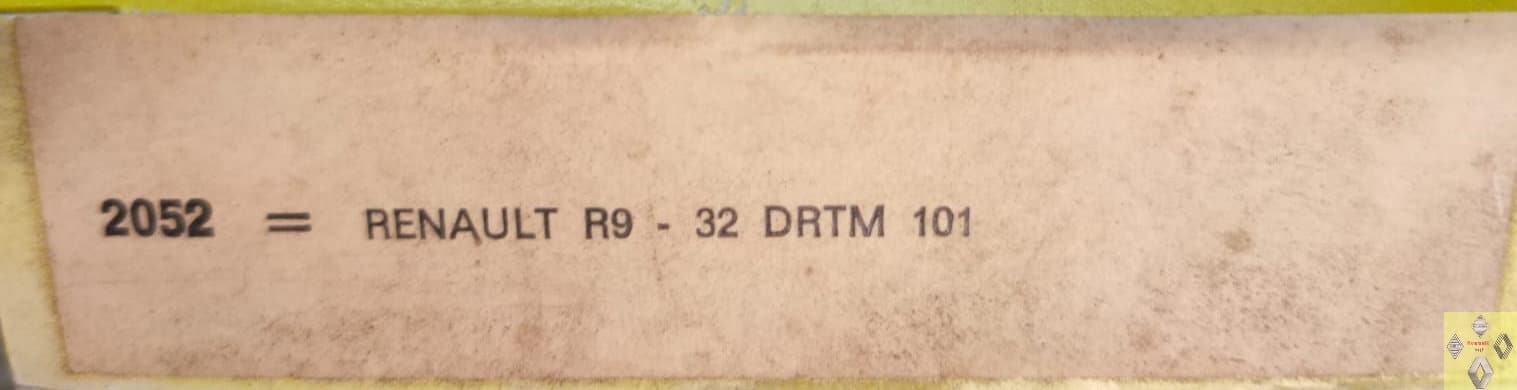 2052 = RENAULT R9 - 32 DRTM 101